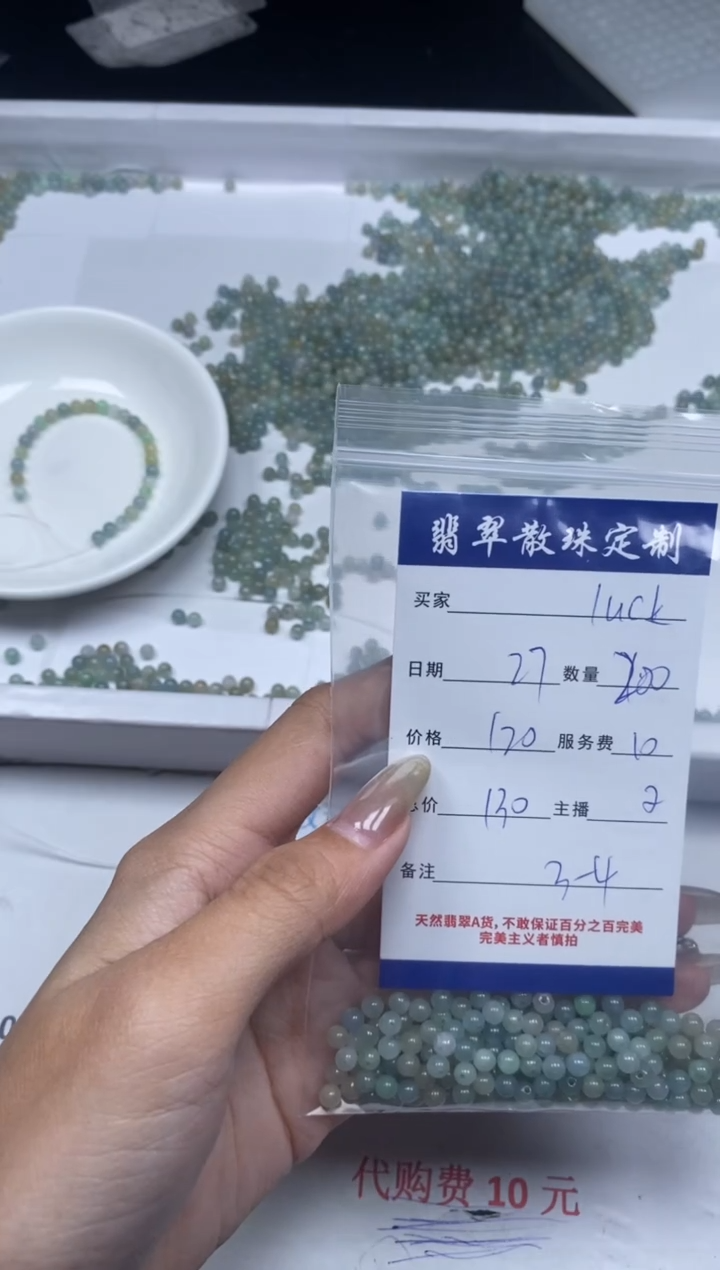 翡翠散珠定制
买家 luck
日期 27 数量 200
价格 120 服务费 10
价 130 主播 2
备注 3-4
天然翡翠A货,不敢保证百分之百完美
完美主义者慎拍
代购费 10 元